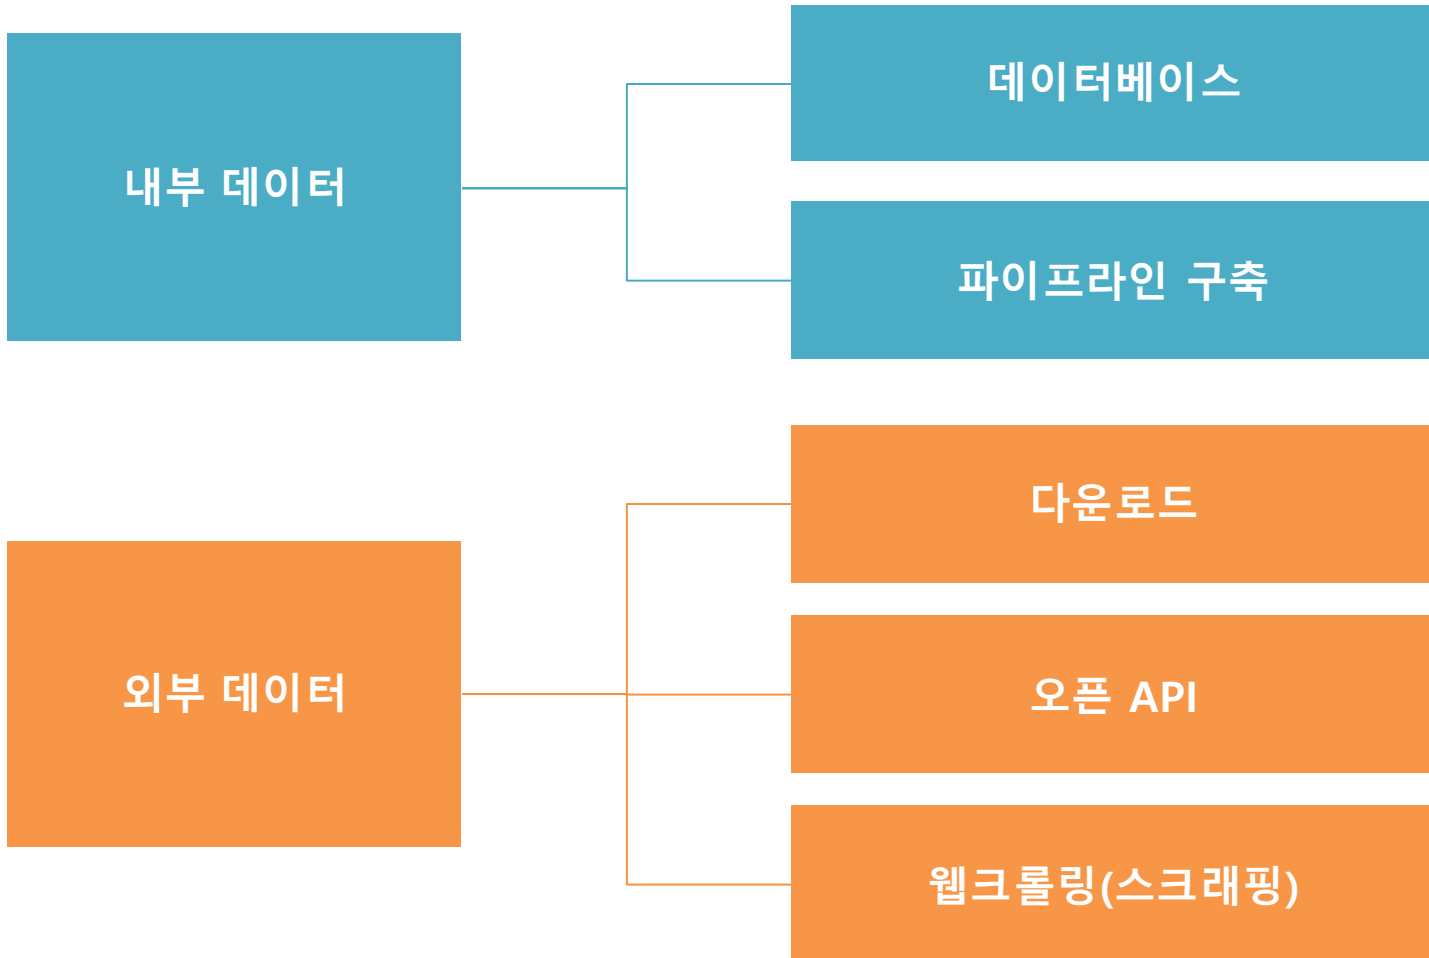 내부 데이터
데이터베이스
파이프라인 구축
외부 데이터
다운로드
오픈 API
웹크롤링(스크래핑)